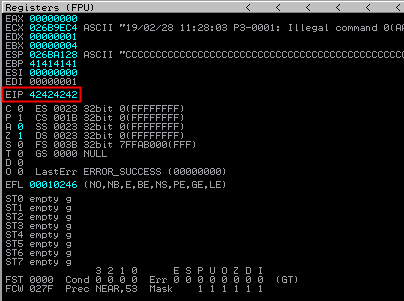 Registers (FPU) < < < < <
EAX 00000000
ECX 026B9EC4 ASCII "19/02/28 11:28:03 P3-0001: Illegal command 0(AA
EDX 00000001
EBX 00000004
ESP 026BA128 ASCII "CCCCCCCCCCCCCCCCCCCCCCCCCCCCCCCCCCCCCCCCCCCC
EBP 41414141
ESI 00000000
EDI 00000001
EIP 42424242
C 0 ES 0023 32bit 0(FFFFFFFF)
P 1 CS 001B 32bit 0(FFFFFFFF)
A 0 SS 0023 32bit 0(FFFFFFFF)
Z 1 DS 0023 32bit 0(FFFFFFFF)
S 0 FS 003B 32bit 7FFAB000(FFF)
T 0 GS 0000 NULL
D 0
O 0 LastErr ERROR_SUCCESS (00000000)
EFL 00010246 (NO,NB,E,BE,NS,PE,GE,LE)
ST0 empty g
ST1 empty g
ST2 empty g
ST3 empty g
ST4 empty g
ST5 empty g
ST6 empty g
ST7 empty g
3 2 1 0 E S P U O Z D I
FST 0000 Cond 0 0 0 0 Err 0 0 0 0 0 0 0 0 (GT)
FCW 027F Prec NEAR,53 Mask 1 1 1 1 1 1